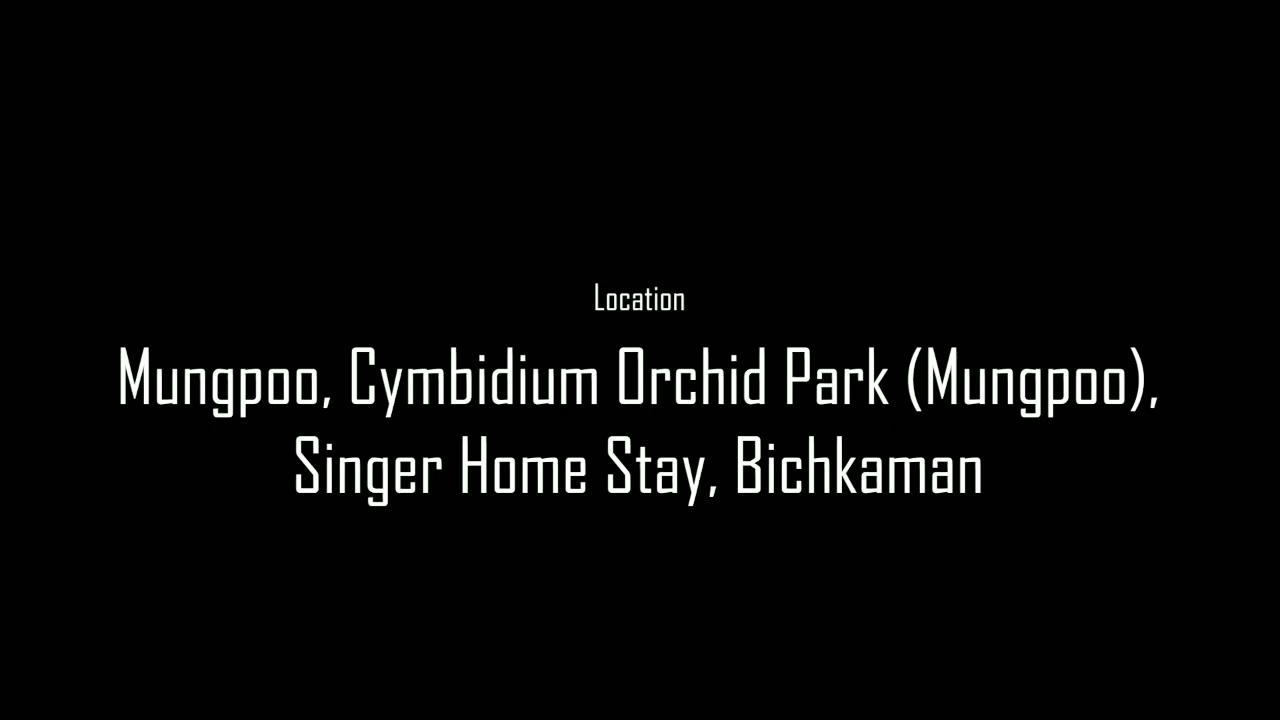 Location
Mungpoo, Cymbidium Orchid Park (Mungpoo),
Singer Home Stay, Bichkaman